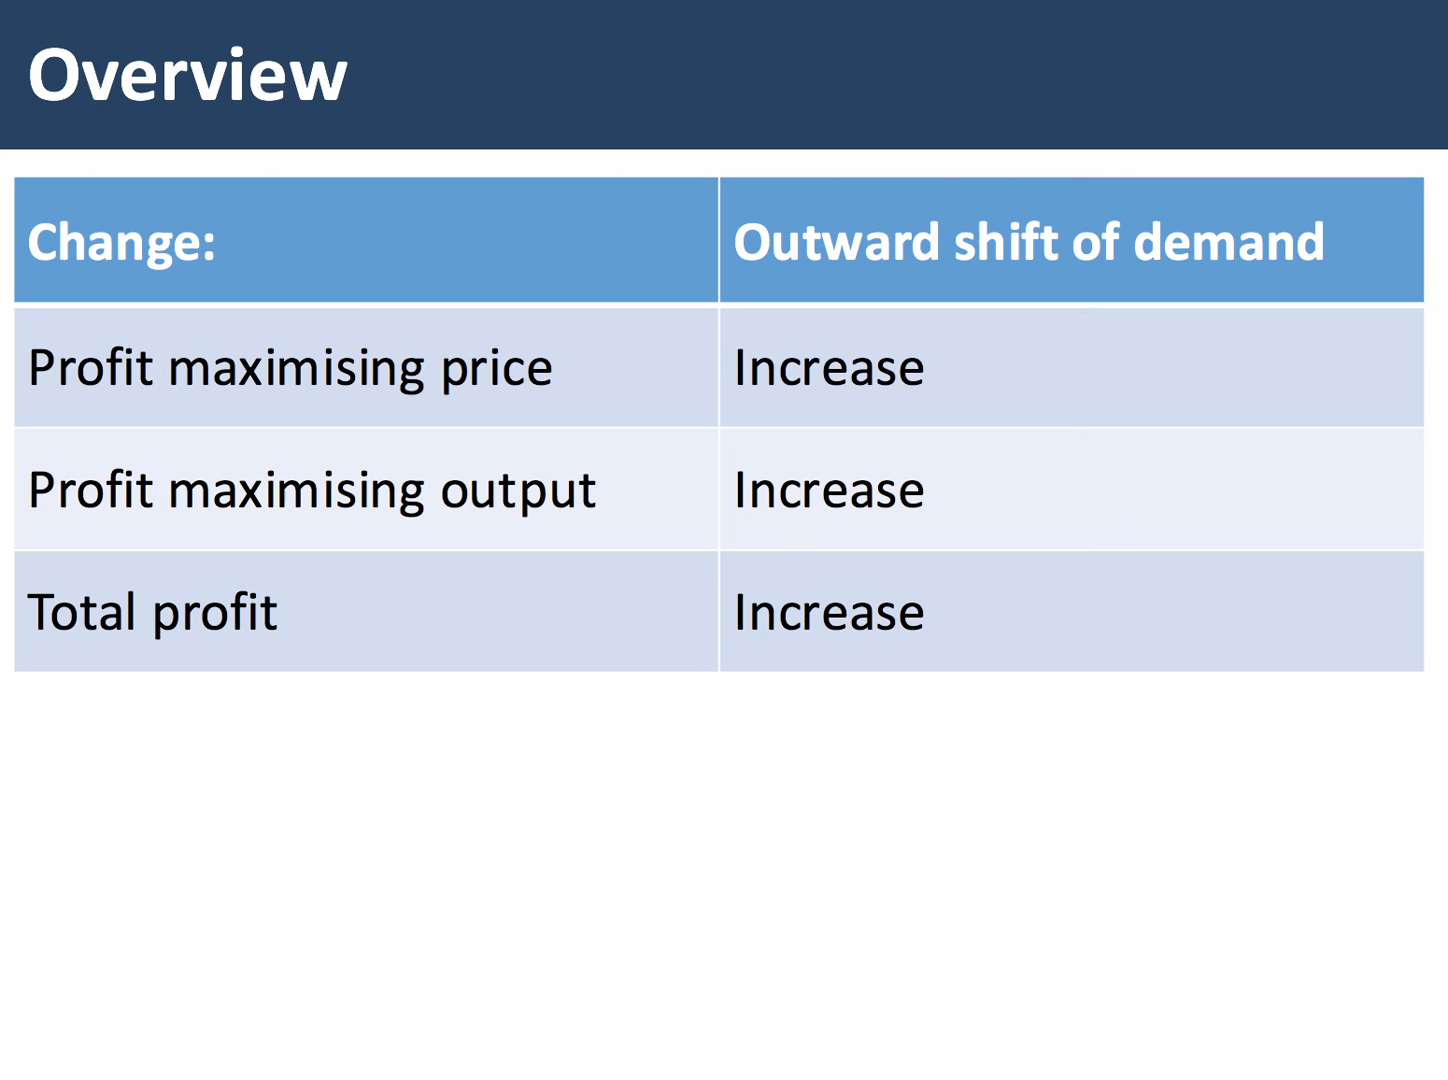 Overview
Change: Outward shift of demand
Profit maximising price Increase
Profit maximising output Increase
Total profit Increase